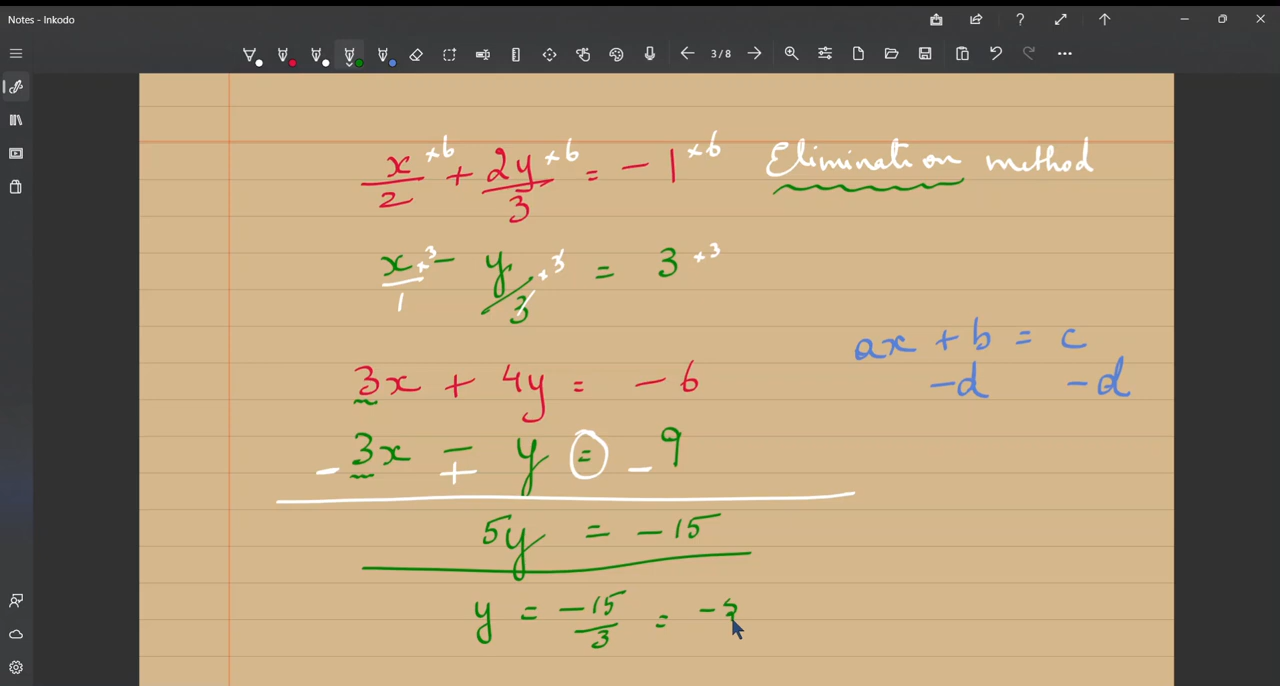 Notes - Inkodo
3/8
x/2 ×6 + 2y/3 ×6 = -1 ×6 Elimination method
x/1 ×3 - y/3 ×3 = 3 ×3
ax + b = c
-d -d
3x + 4y = -6
3x - y = 9
- + -
5y = -15
y = -15/3 = -3